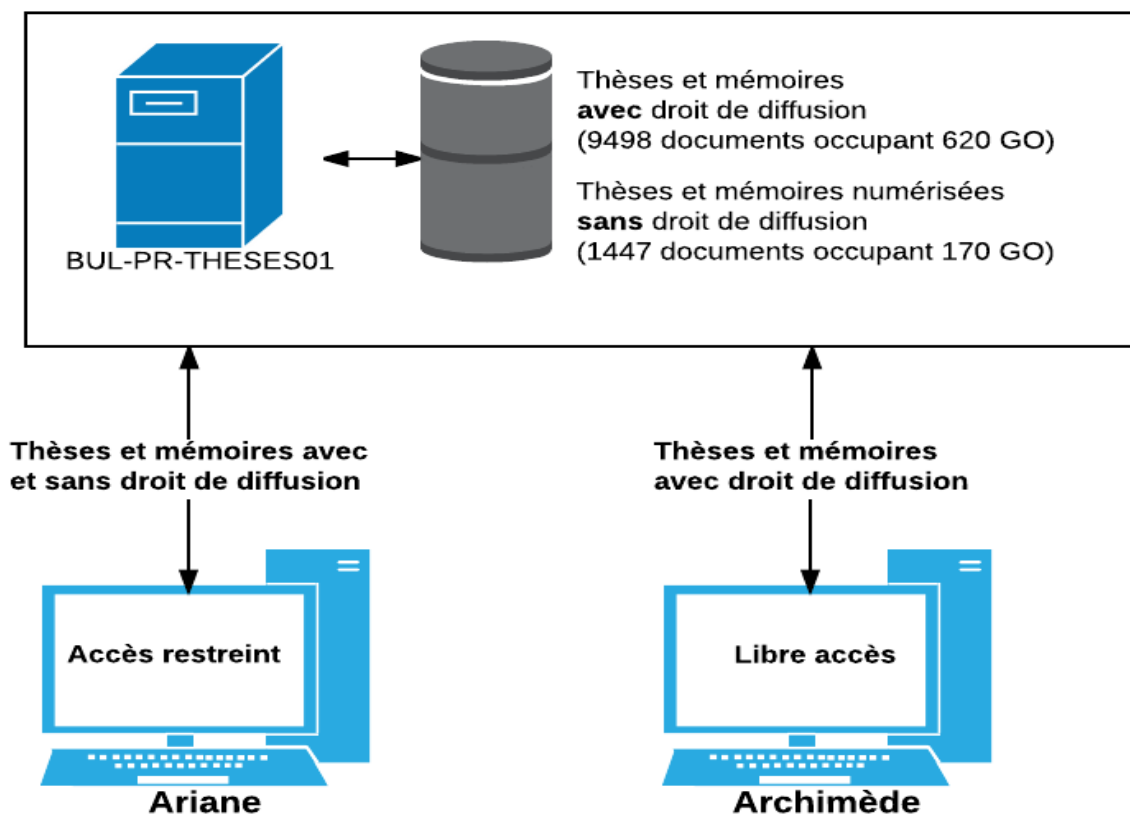 Thèses et mémoires
avec droit de diffusion
(9498 documents occupant 620 GO)
Thèses et mémoires numérisées
sans droit de diffusion
(1447 documents occupant 170 GO)
BUL-PR-THESES01
Thèses et mémoires avec
et sans droit de diffusion
Thèses et mémoires
avec droit de diffusion
Accès restreint
Libre accès
Ariane
Archimède